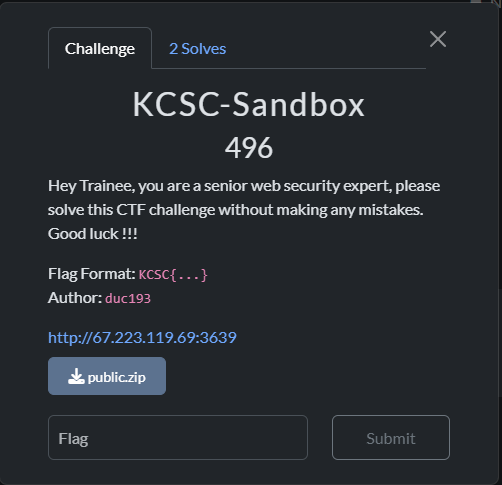 Challenge
2 Solves
KCSC-Sandbox
496
Hey Trainee, you are a senior web security expert, please
solve this CTF challenge without making any mistakes.
Good luck !!!
Flag Format: KCSC{...}
Author: duc193
http://67.223.119.69:3639
public.zip
Flag
Submit